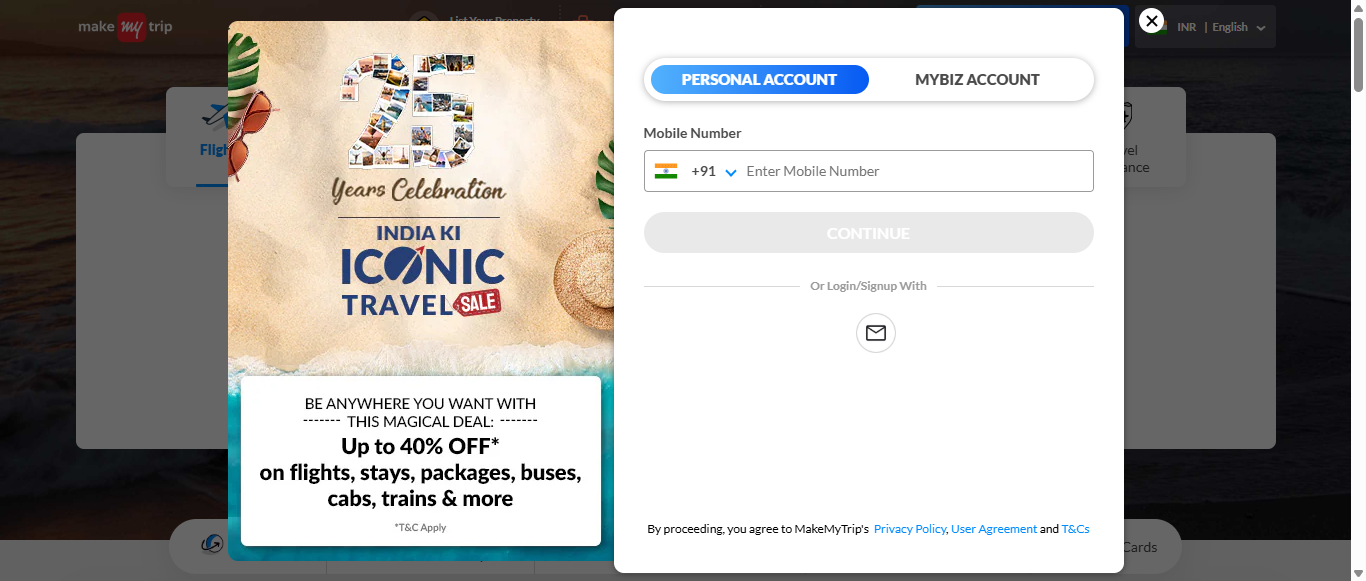 make my trip
List Your Property
INR | English
Flig
vel
ance
25
Years Celebration
INDIA KI
ICONIC
TRAVEL SALE
BE ANYWHERE YOU WANT WITH
------- THIS MAGICAL DEAL: -------
Up to 40% OFF*
on flights, stays, packages, buses,
cabs, trains & more
*T&C Apply
PERSONAL ACCOUNT
MYBIZ ACCOUNT
Mobile Number
+91 Enter Mobile Number
CONTINUE
Or Login/Signup With
By proceeding, you agree to MakeMyTrip's Privacy Policy, User Agreement and T&Cs
Cards